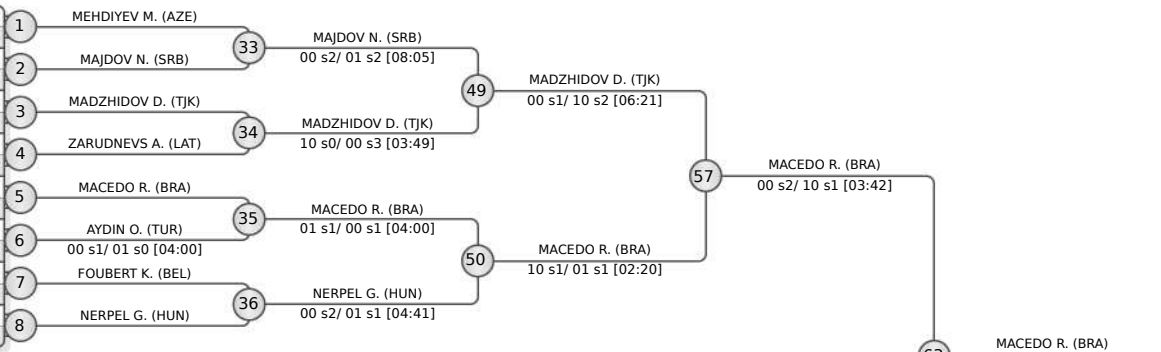 1
MEHDIYEV M. (AZE)
2
MAJDOV N. (SRB)
33
MAJDOV N. (SRB)
00 s2/ 01 s2 [08:05]
3
MADZHIDOV D. (TJK)
4
ZARUDNEVS A. (LAT)
34
MADZHIDOV D. (TJK)
10 s0/ 00 s3 [03:49]
49
MADZHIDOV D. (TJK)
00 s1/ 10 s2 [06:21]
5
MACEDO R. (BRA)
6
AYDIN O. (TUR)
00 s1/ 01 s0 [04:00]
35
MACEDO R. (BRA)
01 s1/ 00 s1 [04:00]
7
FOUBERT K. (BEL)
8
NERPEL G. (HUN)
36
NERPEL G. (HUN)
00 s2/ 01 s1 [04:41]
50
MACEDO R. (BRA)
10 s1/ 01 s1 [02:20]
57
MACEDO R. (BRA)
00 s2/ 10 s1 [03:42]
MACEDO R. (BRA)